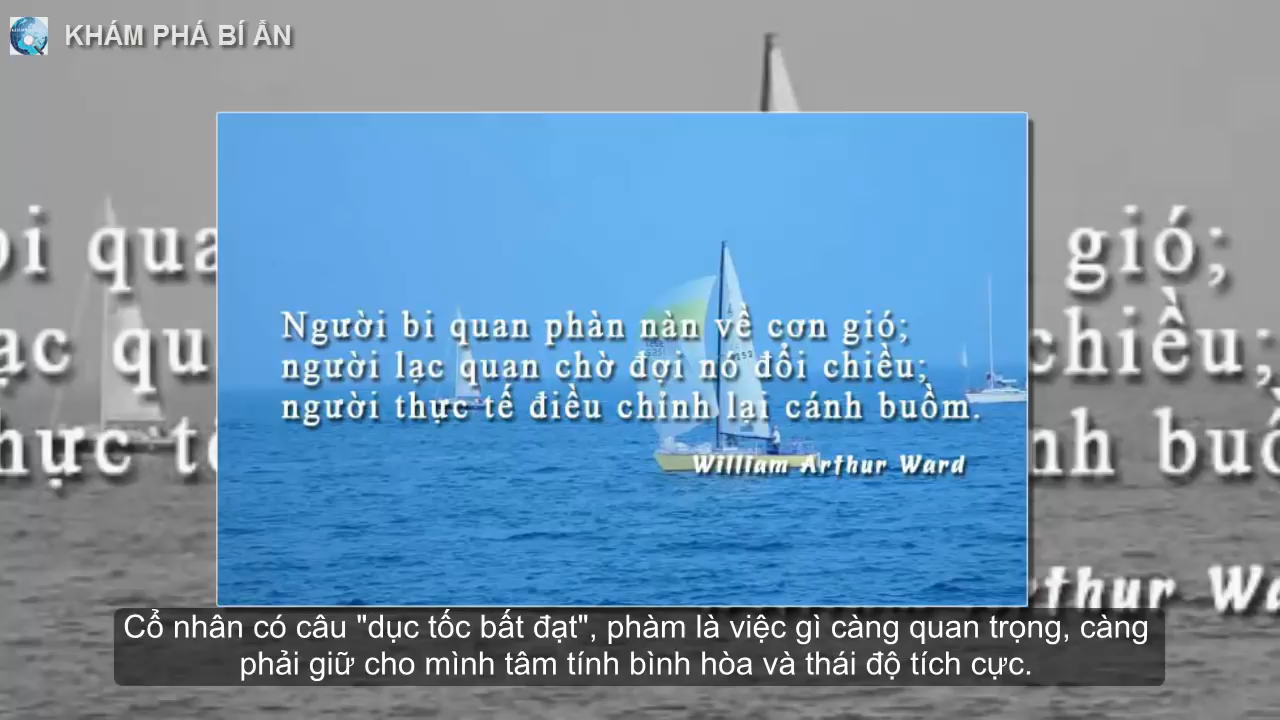 KHÁM PHÁ BÍ ẨN
Người bi quan phàn nàn về cơn gió;
người lạc quan chờ đợi nó đổi chiều;
người thực tế điều chỉnh lại cánh buồm.
William Arthur Ward
Cổ nhân có câu "dục tốc bất đạt", phàm là việc gì càng quan trọng, càng
phải giữ cho mình tâm tính bình hòa và thái độ tích cực.